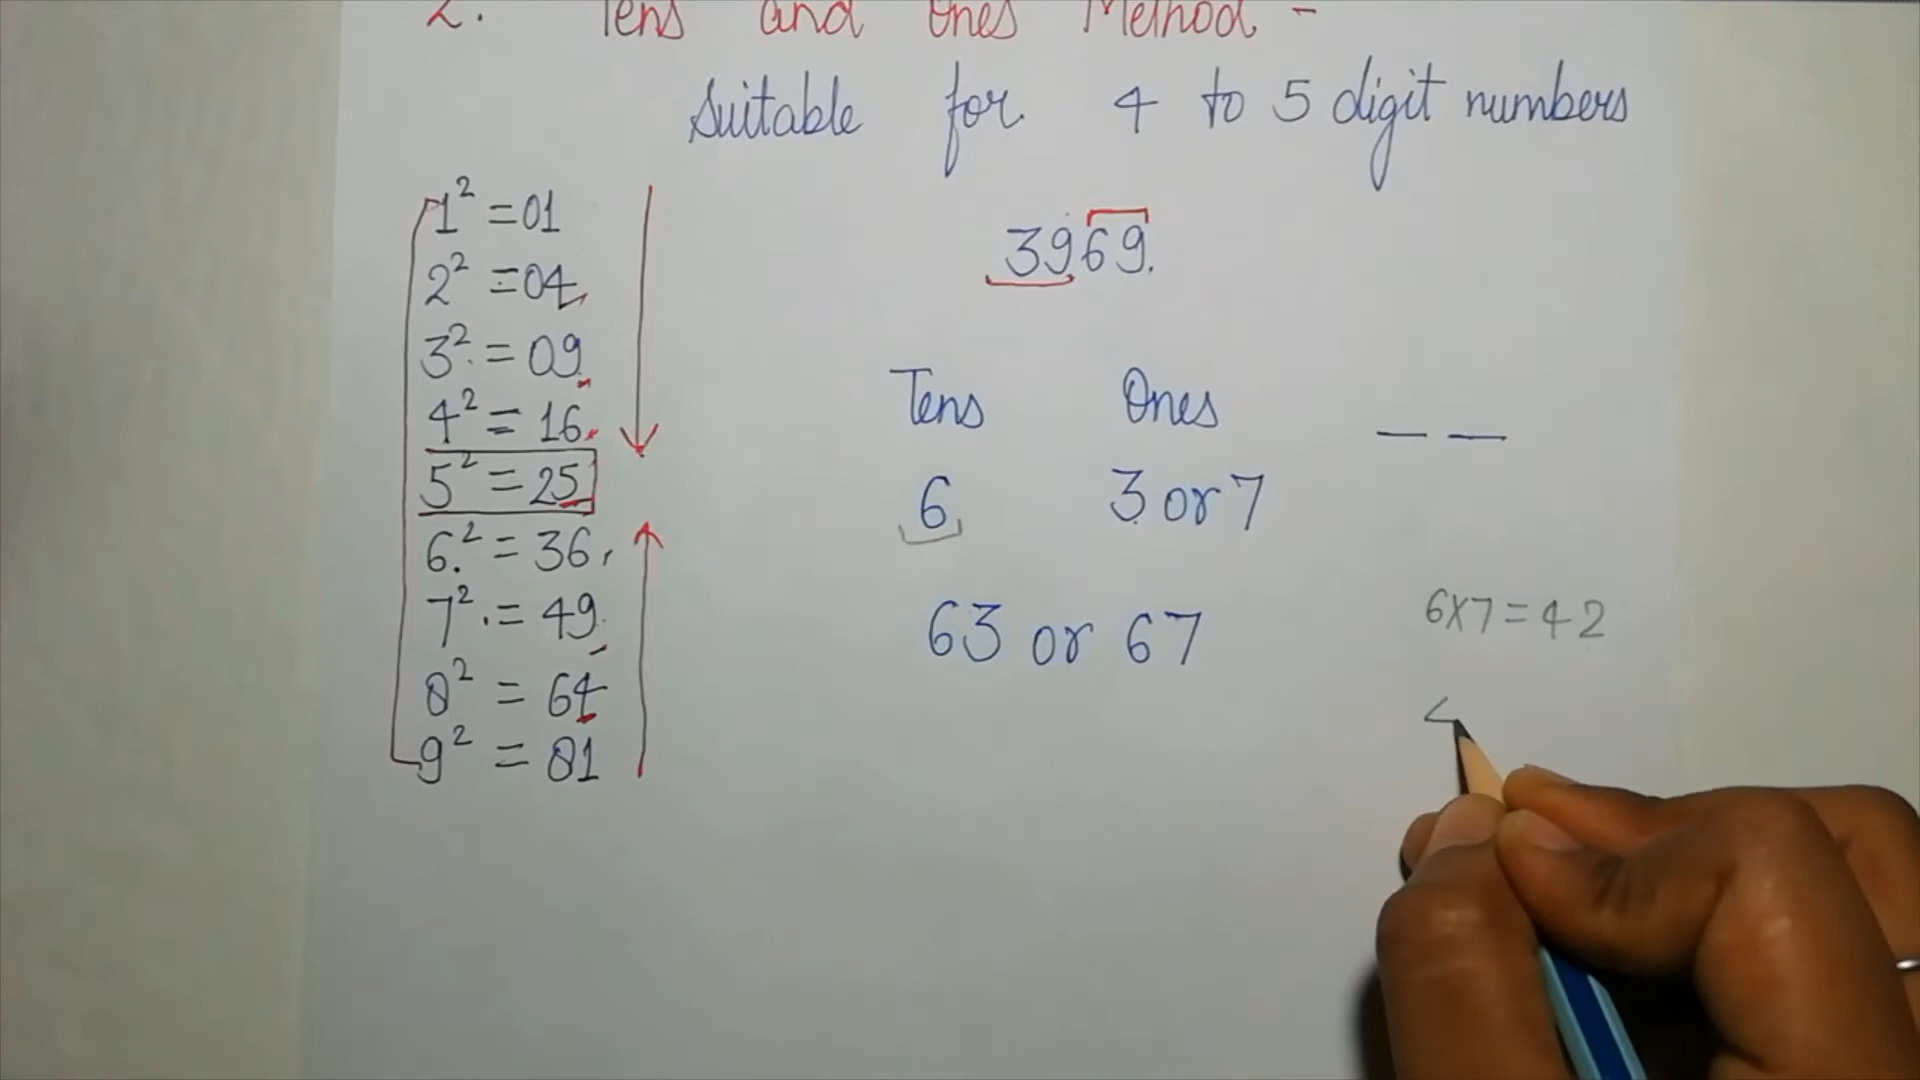 2. Tens and Ones Method -
Suitable for 4 to 5 digit numbers
1² = 01
2² = 04
3² = 09
4² = 16
5² = 25
6² = 36
7² = 49
8² = 64
9² = 81
3969
Tens Ones
6 3 or 7
63 or 67
6x7=42